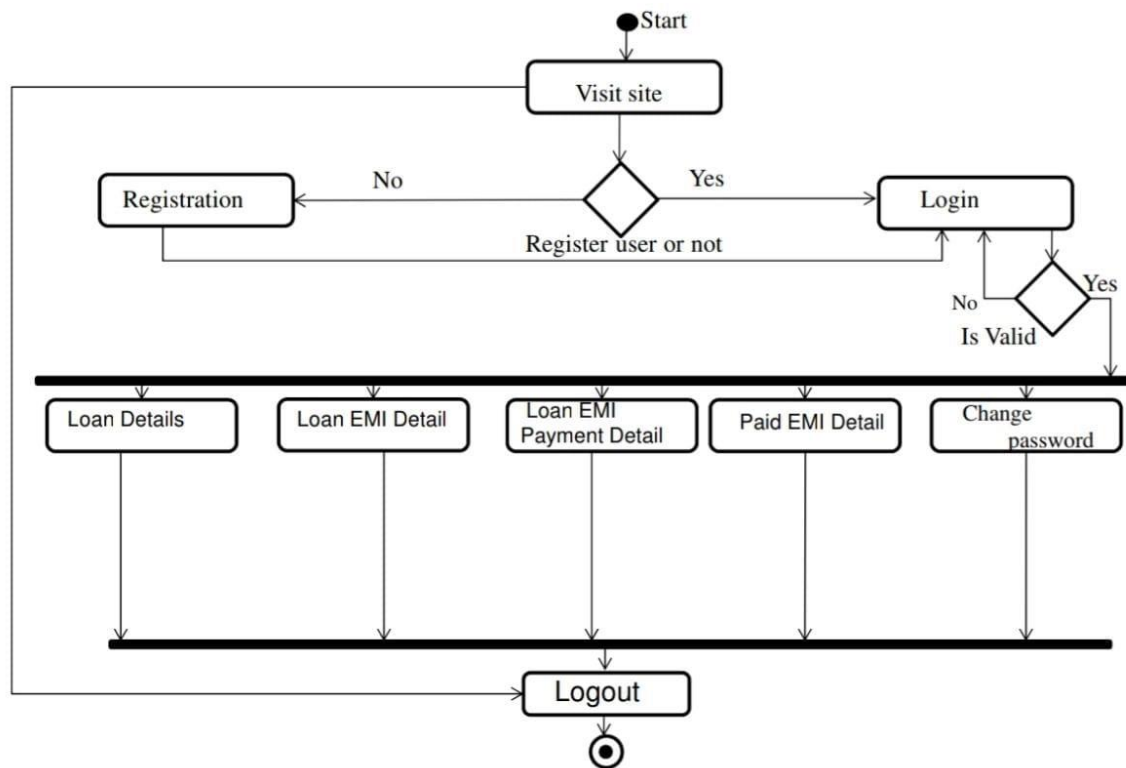 Start
Visit site
No
Yes
Registration
Login
Register user or not
No
Yes
Is Valid
Loan Details
Loan EMI Detail
Loan EMI
Payment Detail
Paid EMI Detail
Change
password
Logout